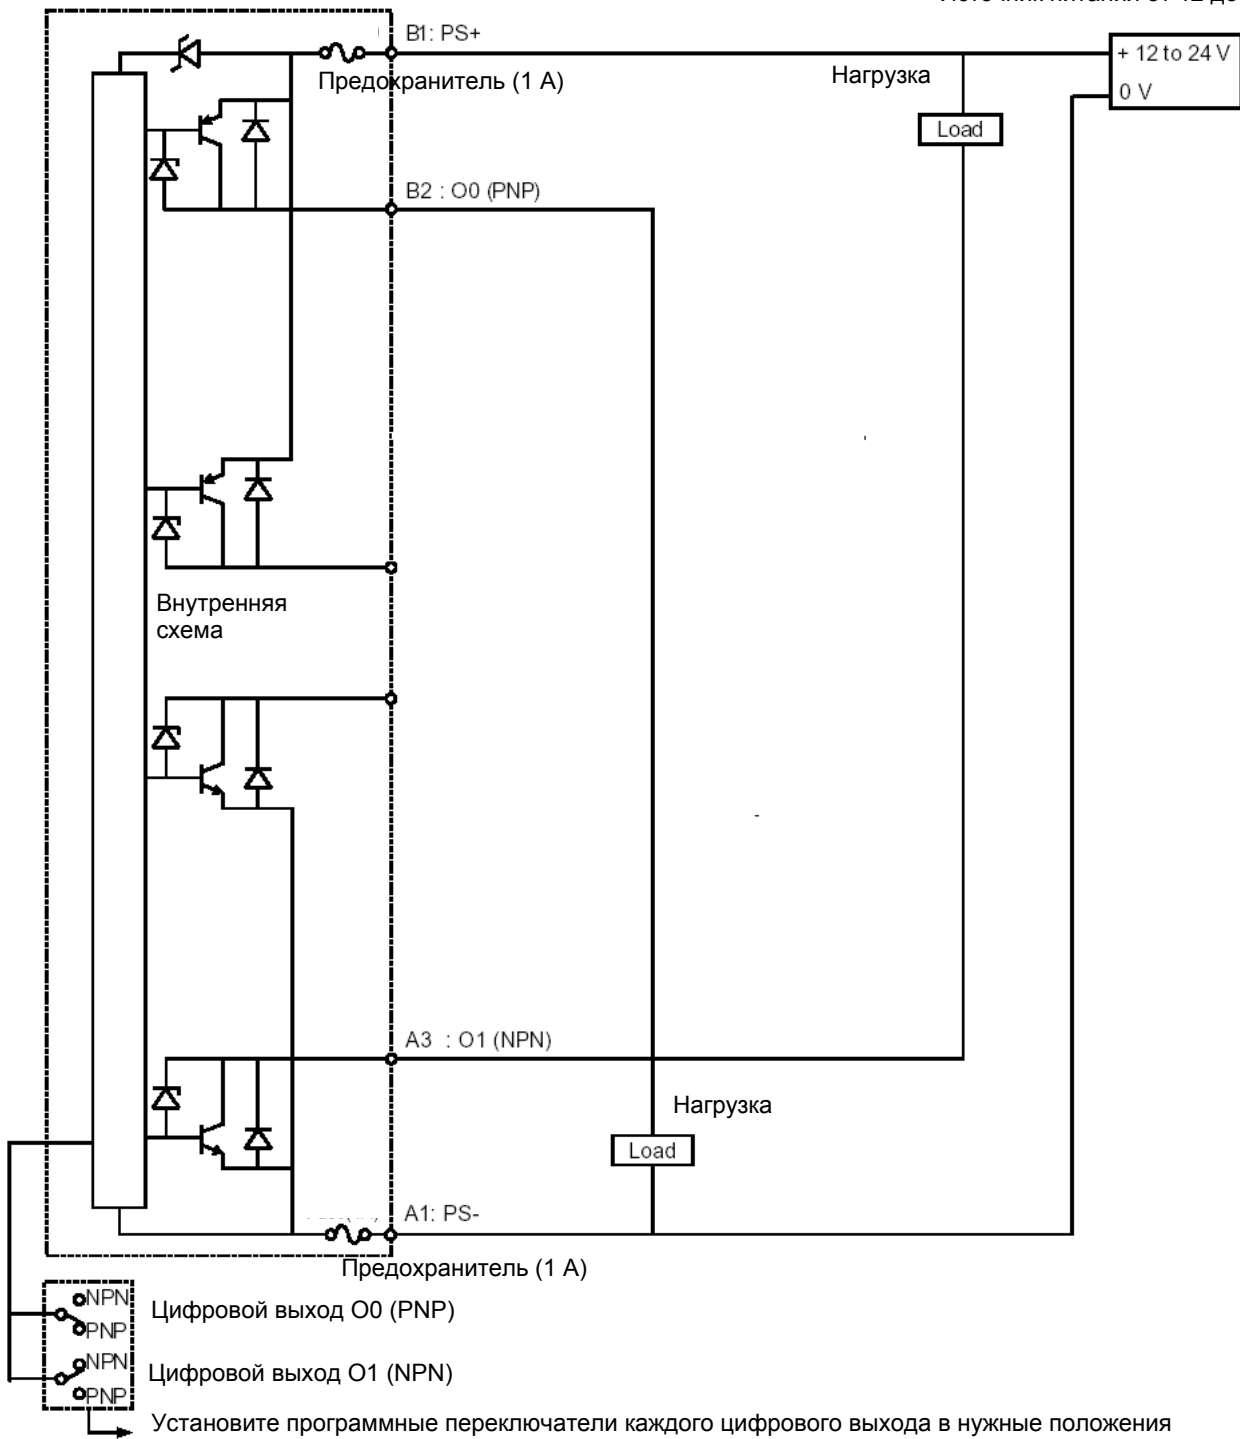 B1: PS+
+ 12 to 24 V
Предохранитель (1 А)
Нагрузка
0 V
Load
B2 : O0 (PNP)
Внутренняя
схема
A3 : O1 (NPN)
Нагрузка
Load
A1: PS-
Предохранитель (1 А)
NPN
Цифровой выход O0 (PNP)
PNP
NPN
Цифровой выход O1 (NPN)
PNP
Установите программные переключатели каждого цифрового выхода в нужные положения